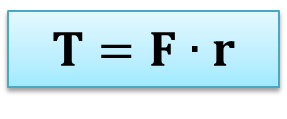 T = F · r